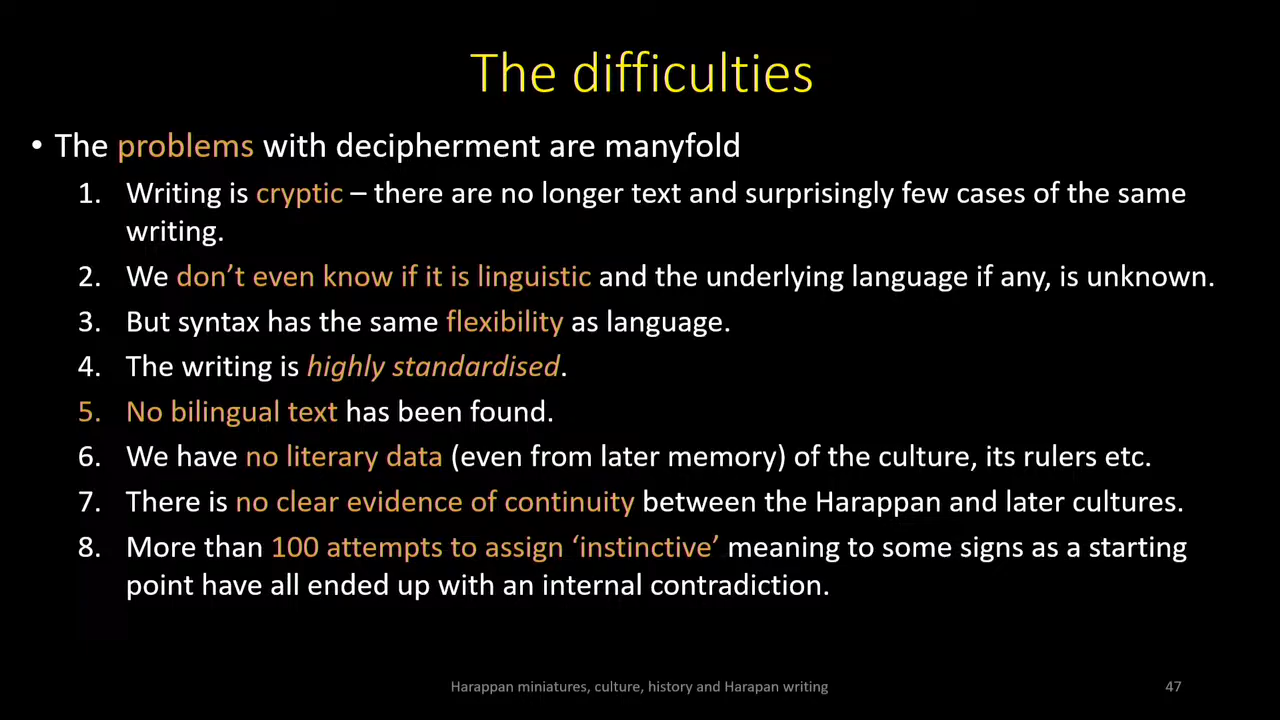 The difficulties
• The problems with decipherment are manyfold
1. Writing is cryptic – there are no longer text and surprisingly few cases of the same
writing.
2. We don’t even know if it is linguistic and the underlying language if any, is unknown.
3. But syntax has the same flexibility as language.
4. The writing is highly standardised.
5. No bilingual text has been found.
6. We have no literary data (even from later memory) of the culture, its rulers etc.
7. There is no clear evidence of continuity between the Harappan and later cultures.
8. More than 100 attempts to assign ‘instinctive’ meaning to some signs as a starting
point have all ended up with an internal contradiction.
Harappan miniatures, culture, history and Harapan writing
47